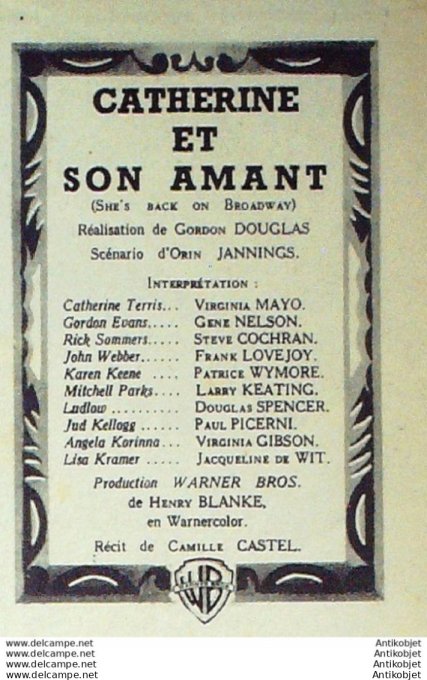 CATHERINE
ET
SON AMANT
(SHE'S BACK ON BROADWAY)
Réalisation de GORDON DOUGLAS
Scénario d'ORIN JANNINGS.
INTERPRÉTATION :
Catherine Terris... VIRGINIA MAYO.
Gordon Evans..... GENE NELSON.
Rick Sommers..... STEVE COCHRAN.
John Webber...... FRANK LOVEJOY.
Karen Keene .... PATRICE WYMORE.
Mitchell Parks.... LARRY KEATING.
Ludlow .......... DOUGLAS SPENCER.
Jud Kellogg ...... PAUL PICERNI.
Angela Korinna... VIRGINIA GIBSON.
Lisa Kramer ..... JACQUELINE DE WIT.
Production WARNER BROS.
de HENRY BLANKE,
en Warnercolor.
Récit de CAMILLE CASTEL.
WB
www.delcampe.net Antikobjet
www.delcampe.net Antikobjet
www.delcampe.net Antikobjet
www.delcampe.net Antikobjet